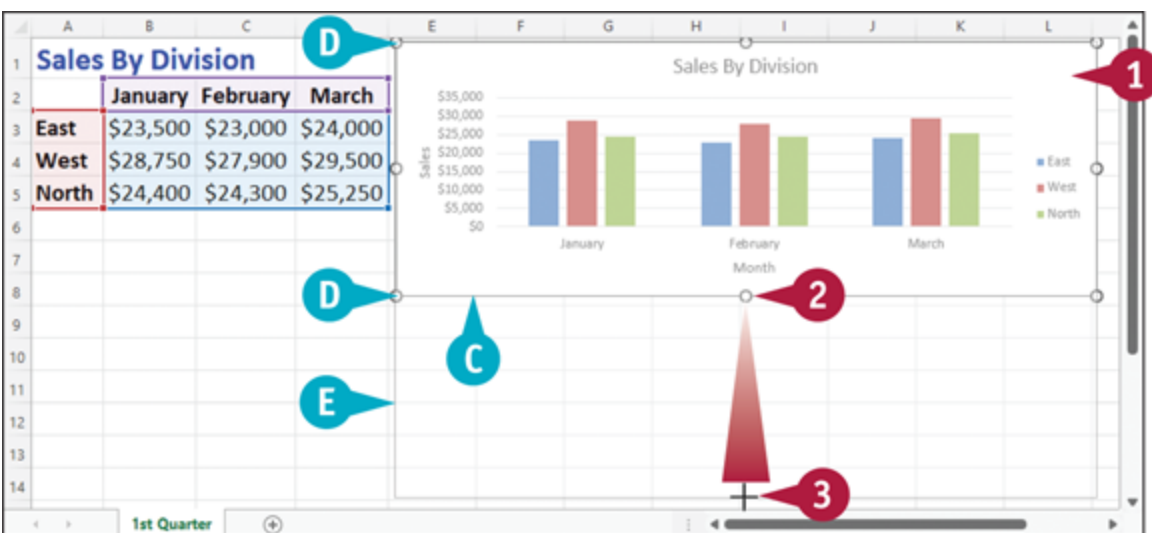 A B C E F G H I J K L
D
1 Sales By Division
Sales By Division
1
2 January February March
$35,000
$30,000
3 East $23,500 $23,000 $24,000
$25,000
4 West $28,750 $27,900 $29,500
$20,000
Sales
East
$15,000
5 North $24,400 $24,300 $25,250
$10,000
West
$5,000
North
6
$0
January February March
7
Month
8
D
2
9
10
C
11
E
12
13
14
3
1st Quarter